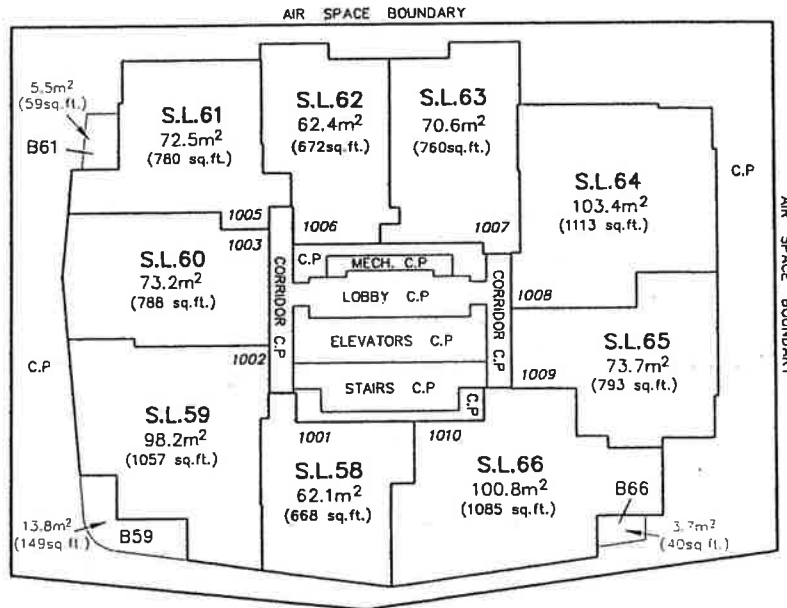 AIR SPACE BOUNDARY
5.5m²
(59sq.ft.)
B61
S.L.61
72.5m²
(780 sq.ft.)
1005
S.L.62
62.4m²
(672sq.ft.)
1006
S.L.63
70.6m²
(760sq.ft.)
1007
S.L.64
103.4m²
(1113 sq.ft.)
1008
C.P
AIR SPACE BOUNDARY
1003
S.L.60
73.2m²
(788 sq.ft.)
CORRIDOR C.P
C.P
MECH. C.P
LOBBY C.P
ELEVATORS C.P
STAIRS C.P
C.P
CORRIDOR C.P
S.L.65
73.7m²
(793 sq.ft.)
1009
C.P
1002
S.L.59
98.2m²
(1057 sq.ft.)
13.8m²
(149sq.ft.)
B59
1001
S.L.58
62.1m²
(668 sq.ft.)
1010
S.L.66
100.8m²
(1085 sq.ft.)
B66
3.7m²
(40sq.ft.)